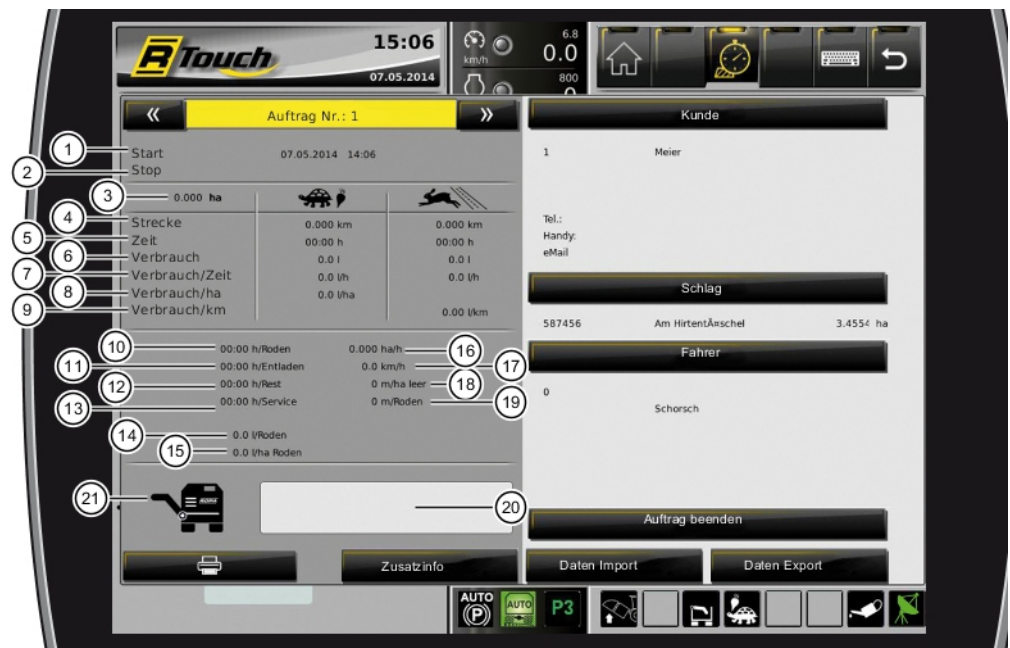 R Touch
15:06
07.05.2014
km/h
6.8
0.0
800
Auftrag Nr.: 1
1 Start 07.05.2014 14:06
2 Stop
3 0.000 ha
4 Strecke 0.000 km 0.000 km
5 Zeit 00:00 h 00:00 h
6 Verbrauch 0.0 l 0.0 l
7 Verbrauch/Zeit 0.0 l/h 0.0 l/h
8 Verbrauch/ha 0.0 l/ha
9 Verbrauch/km 0.00 l/km
10 00:00 h/Roden 0.000 ha/h 16
11 00:00 h/Entladen 0.0 km/h 17
12 00:00 h/Rest 0 m/ha leer 18
13 00:00 h/Service 0 m/Roden 19
14 0.0 l/Roden
15 0.0 l/ha Roden
21
20
Zusatzinfo
Kunde
1 Meier
Tel.:
Handy:
eMail
Schlag
587456 Am HirtentÃ¤schel 3.4554 ha
Fahrer
0
Schorsch
Auftrag beenden
Daten Import
Daten Export
AUTO
(P)
AUTO
P3